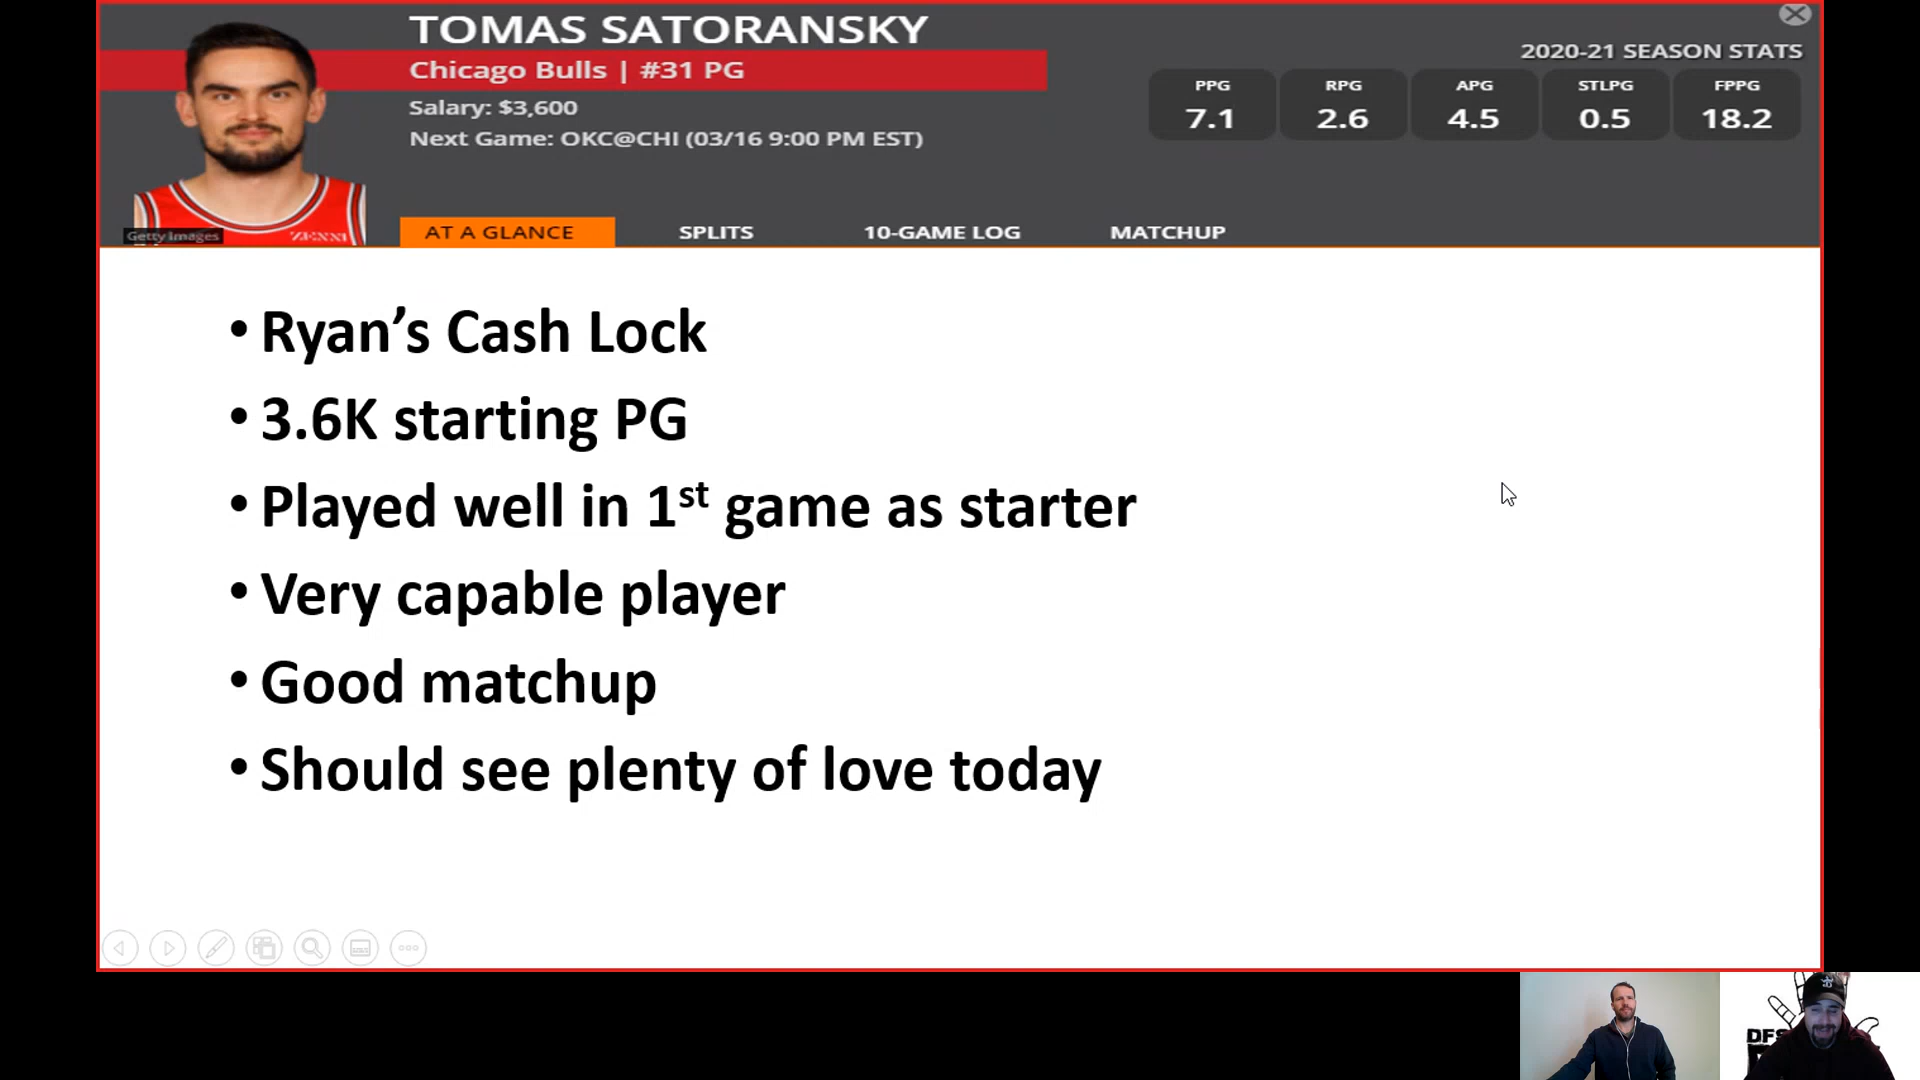 TOMAS SATORANSKY
Chicago Bulls | #31 PG
Salary: $3,600
Next Game: OKC@CHI (03/16 9:00 PM EST)
2020-21 SEASON STATS
PPG RPG APG STLPG FPPG
7.1 2.6 4.5 0.5 18.2
Getty Images
ZENNI
AT A GLANCE SPLITS 10-GAME LOG MATCHUP
• Ryan’s Cash Lock
• 3.6K starting PG
• Played well in 1st game as starter
• Very capable player
• Good matchup
• Should see plenty of love today
DFS